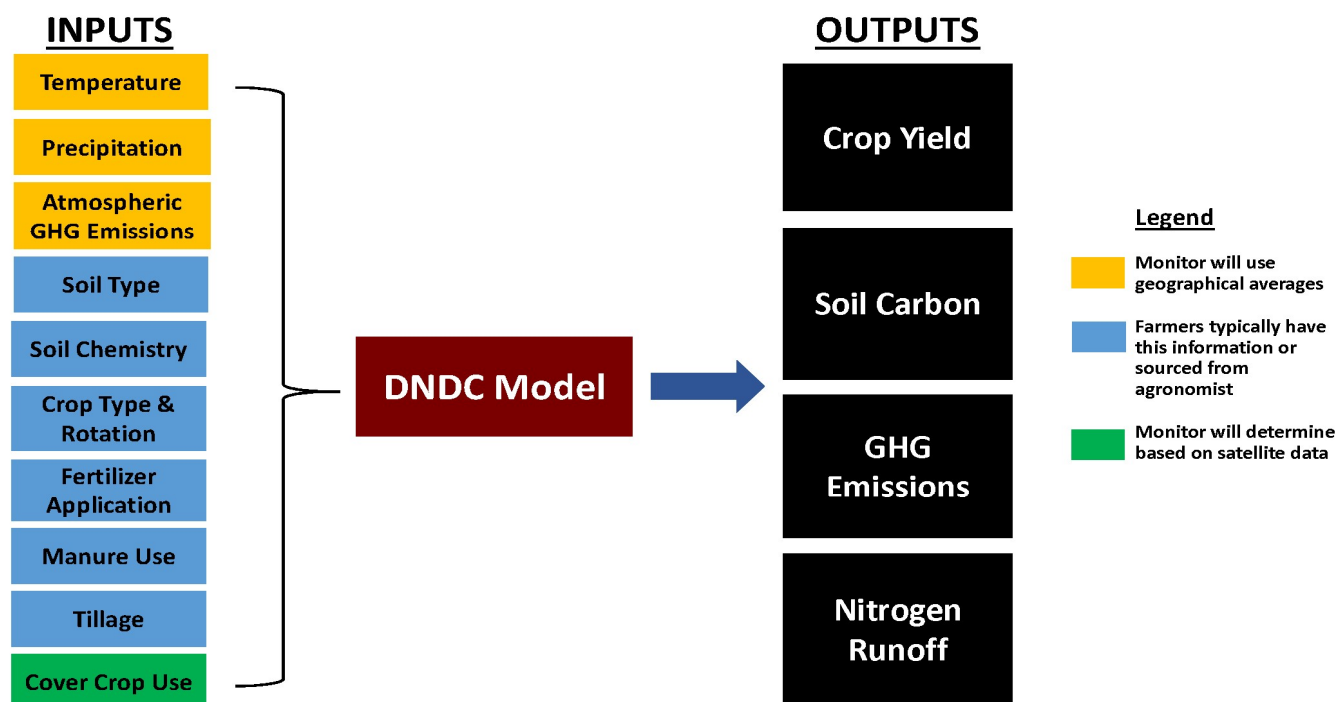 INPUTS
Temperature
Precipitation
Atmospheric
GHG Emissions
Soil Type
Soil Chemistry
Crop Type &
Rotation
Fertilizer
Application
Manure Use
Tillage
Cover Crop Use
DNDC Model
OUTPUTS
Crop Yield
Soil Carbon
GHG
Emissions
Nitrogen
Runoff
Legend
Monitor will use
geographical averages
Farmers typically have
this information or
sourced from
agronomist
Monitor will determine
based on satellite data